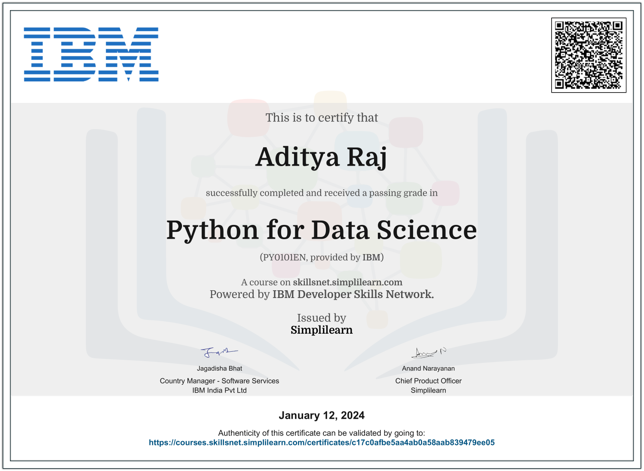 IBM
This is to certify that
Aditya Raj
successfully completed and received a passing grade in
Python for Data Science
(PY0101EN, provided by IBM)
A course on skillsnet.simplilearn.com
Powered by IBM Developer Skills Network.
Issued by
Simplilearn
Jagadisha Bhat
Country Manager - Software Services
IBM India Pvt Ltd
Anand Narayanan
Chief Product Officer
Simplilearn
January 12, 2024
Authenticity of this certificate can be validated by going to:
https://courses.skillsnet.simplilearn.com/certificates/c17c0afbe5aa4ab0a58aab839479ee05